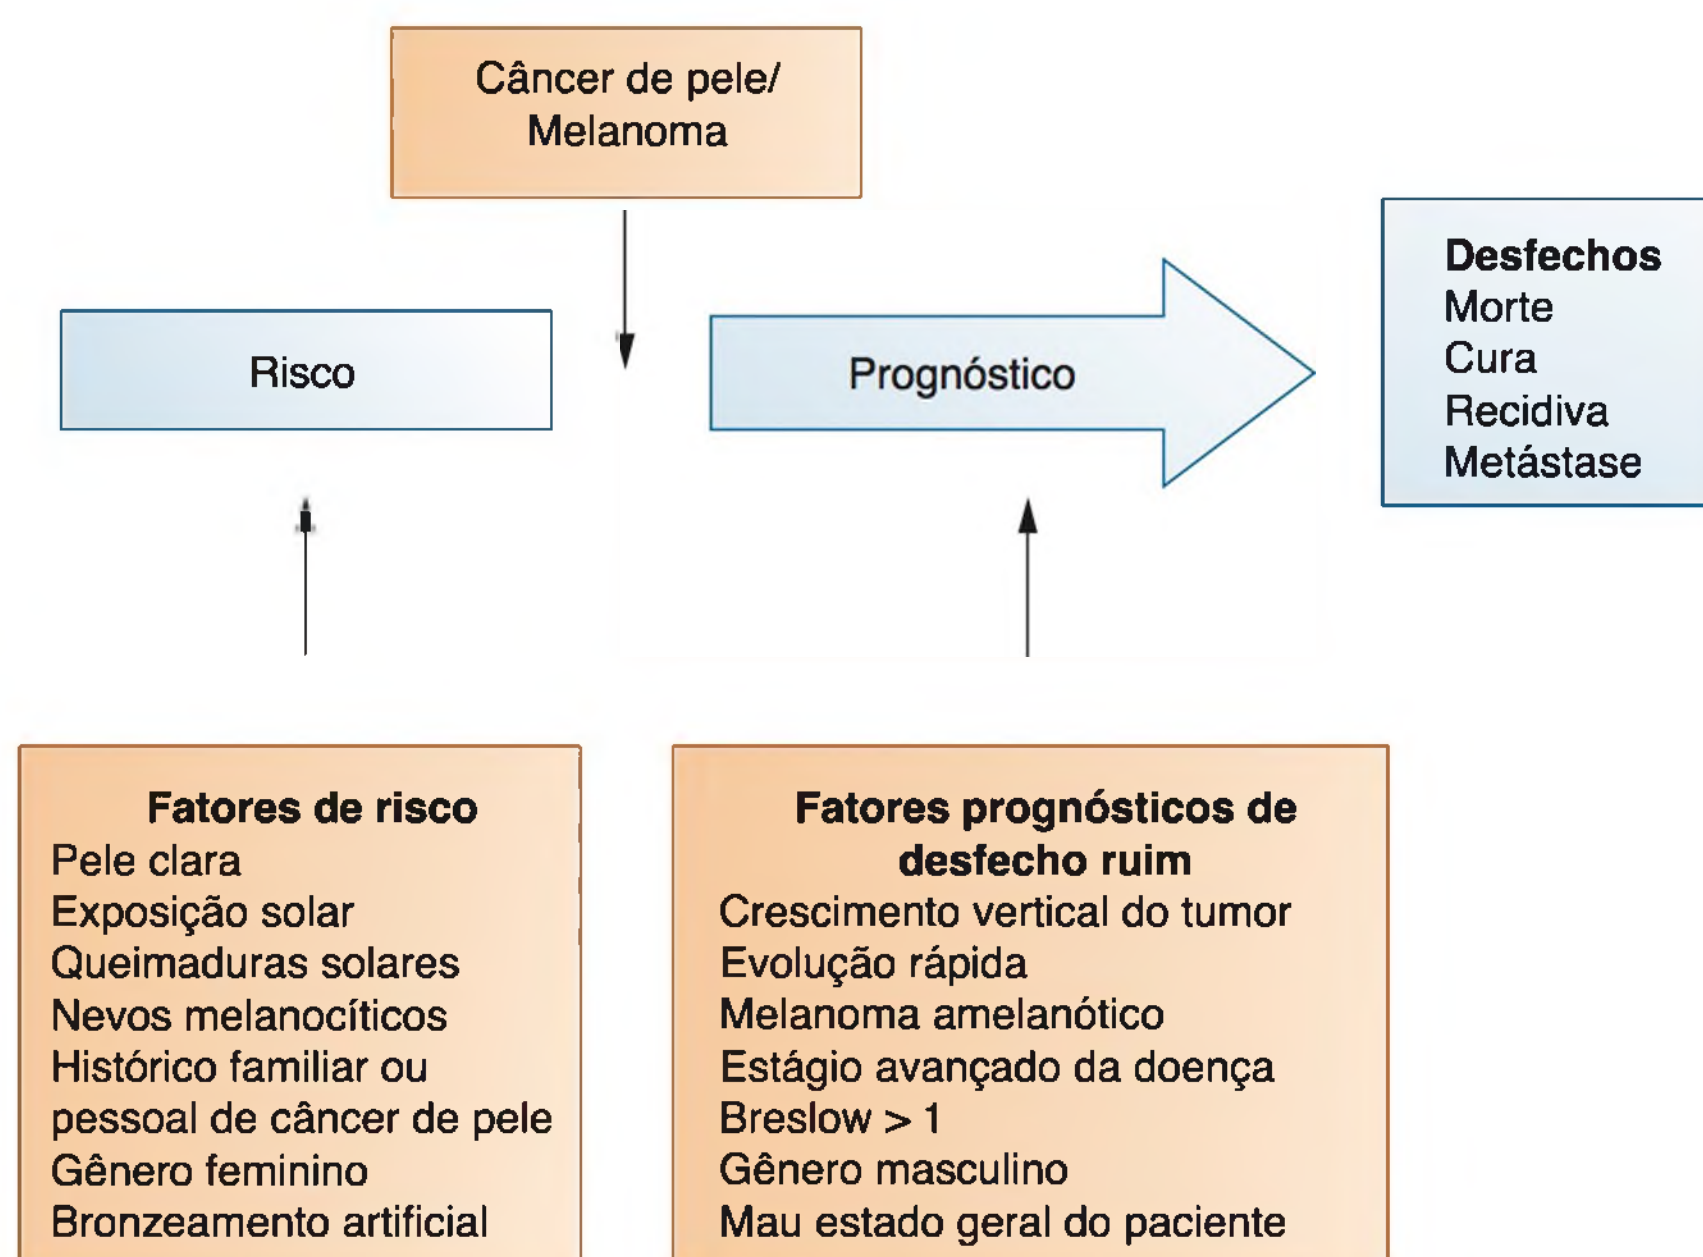 Câncer de pele/
Melanoma
Risco
Prognóstico
Desfechos
Morte
Cura
Recidiva
Metástase
Fatores de risco
Pele clara
Exposição solar
Queimaduras solares
Nevos melanocíticos
Histórico familiar ou
pessoal de câncer de pele
Gênero feminino
Bronzeamento artificial
Fatores prognósticos de
desfecho ruim
Crescimento vertical do tumor
Evolução rápida
Melanoma amelanótico
Estágio avançado da doença
Breslow > 1
Gênero masculino
Mau estado geral do paciente